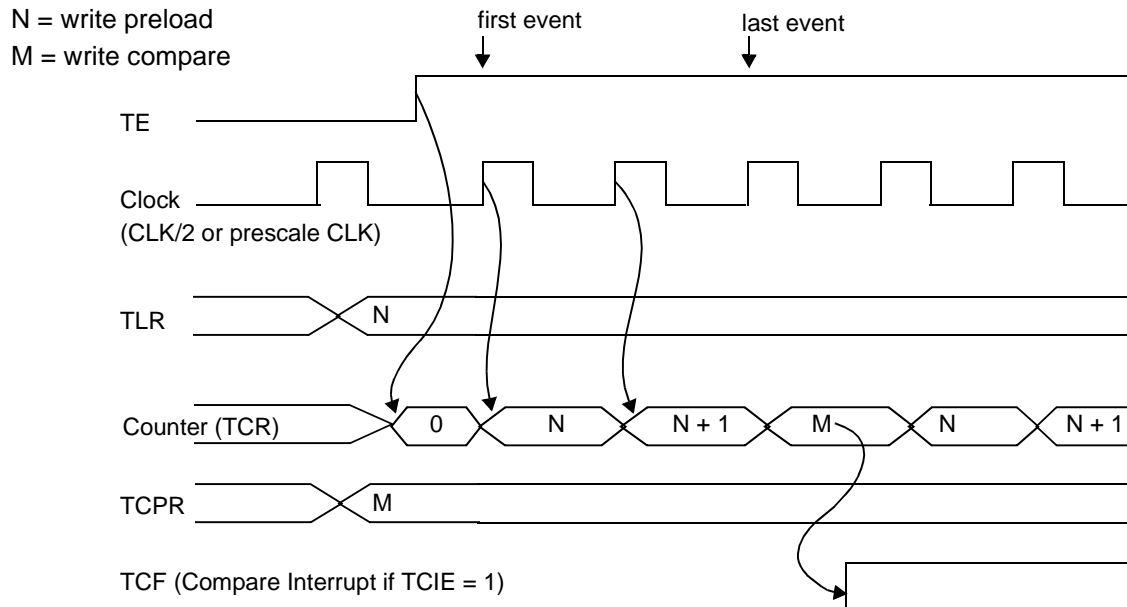 N = write preload
M = write compare
first event
last event
TE
Clock
(CLK/2 or prescale CLK)
TLR
N
Counter (TCR)
0
N
N + 1
M
N
N + 1
TCPR
M
TCF (Compare Interrupt if TCIE = 1)